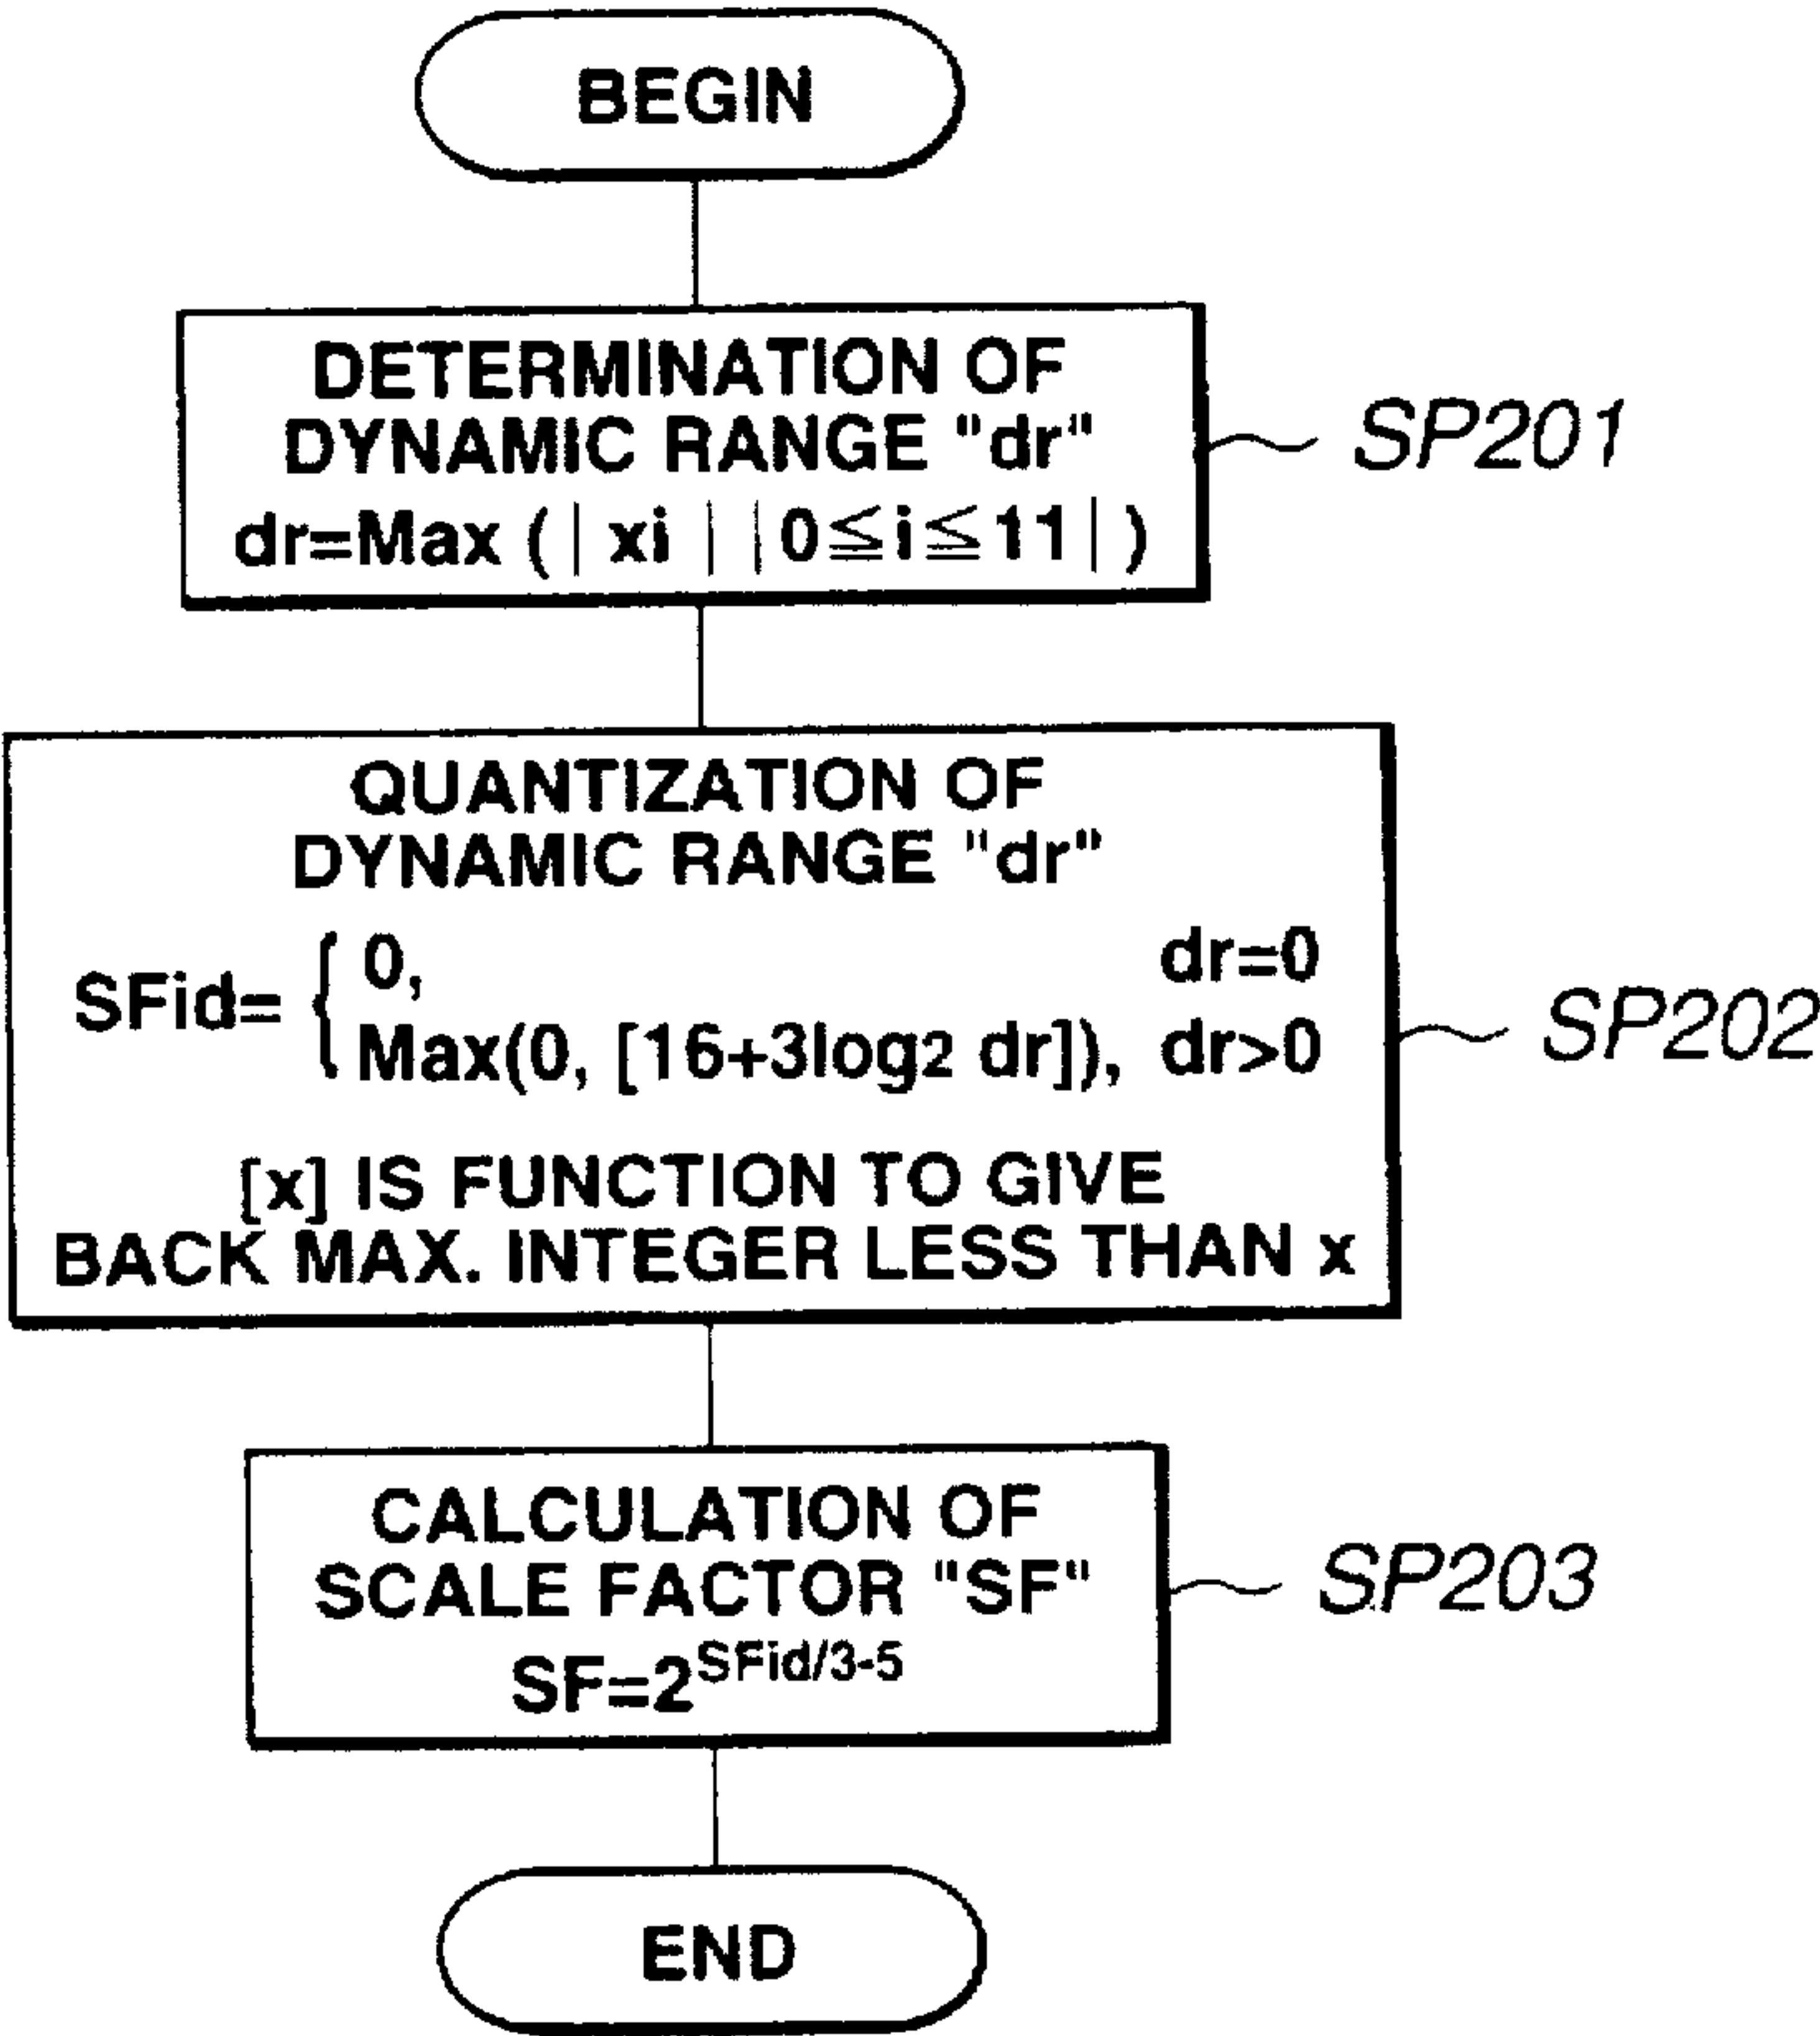 BEGIN
DETERMINATION OF
DYNAMIC RANGE "dr"
dr=Max (| xi | |0≦i≦11|)
SP201
QUANTIZATION OF
DYNAMIC RANGE "dr"
SFid= { 0, dr=0
Max(0, [16+3log2 dr]), dr>0
SP202
[x] IS FUNCTION TO GIVE
BACK MAX. INTEGER LESS THAN x
CALCULATION OF
SCALE FACTOR "SF"
SF=2^SFid/3-5
SP203
END